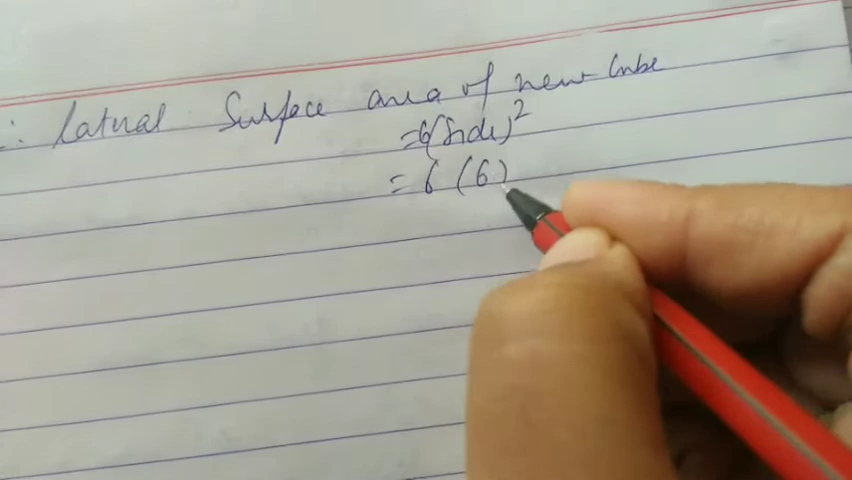 ∴ Lateral Surface area of new Cube
= 6(Side)²
= 6 (6)